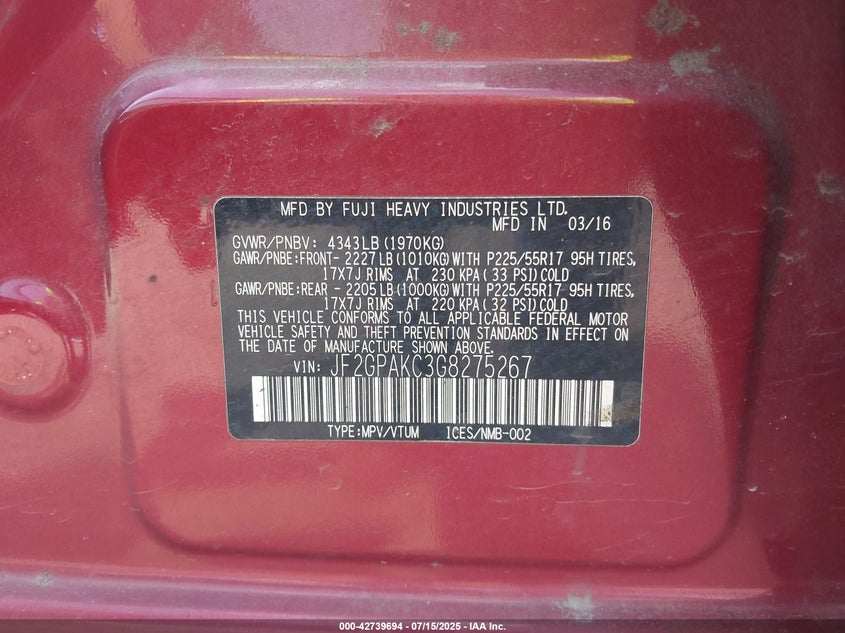 MFD BY FUJI HEAVY INDUSTRIES LTD.
MFD IN 03/16
GVWR/PNBV: 4343LB(1970KG)
GAWR/PNBE:FRONT- 2227LB(1010KG)WITH P225/55R17 95H TIRES,
17X7J RIMS AT 230 KPA(33 PSI)COLD
GAWR/PNBE:REAR - 2205LB(1000KG)WITH P225/55R17 95H TIRES,
17X7J RIMS AT 220 KPA(32 PSI)COLD
THIS VEHICLE CONFORMS TO ALL APPLICABLE FEDERAL MOTOR
VEHICLE SAFETY AND THEFT PREVENTION STANDARDS IN EFFECT ON
THE DATE OF MANUFACTURE SHOWN ABOVE.
VIN: JF2GPAKC3G8275267
TYPE:MPV/VTUM ICES/NMB-002
000-42739694 - 07/15/2025 - IAA Inc.